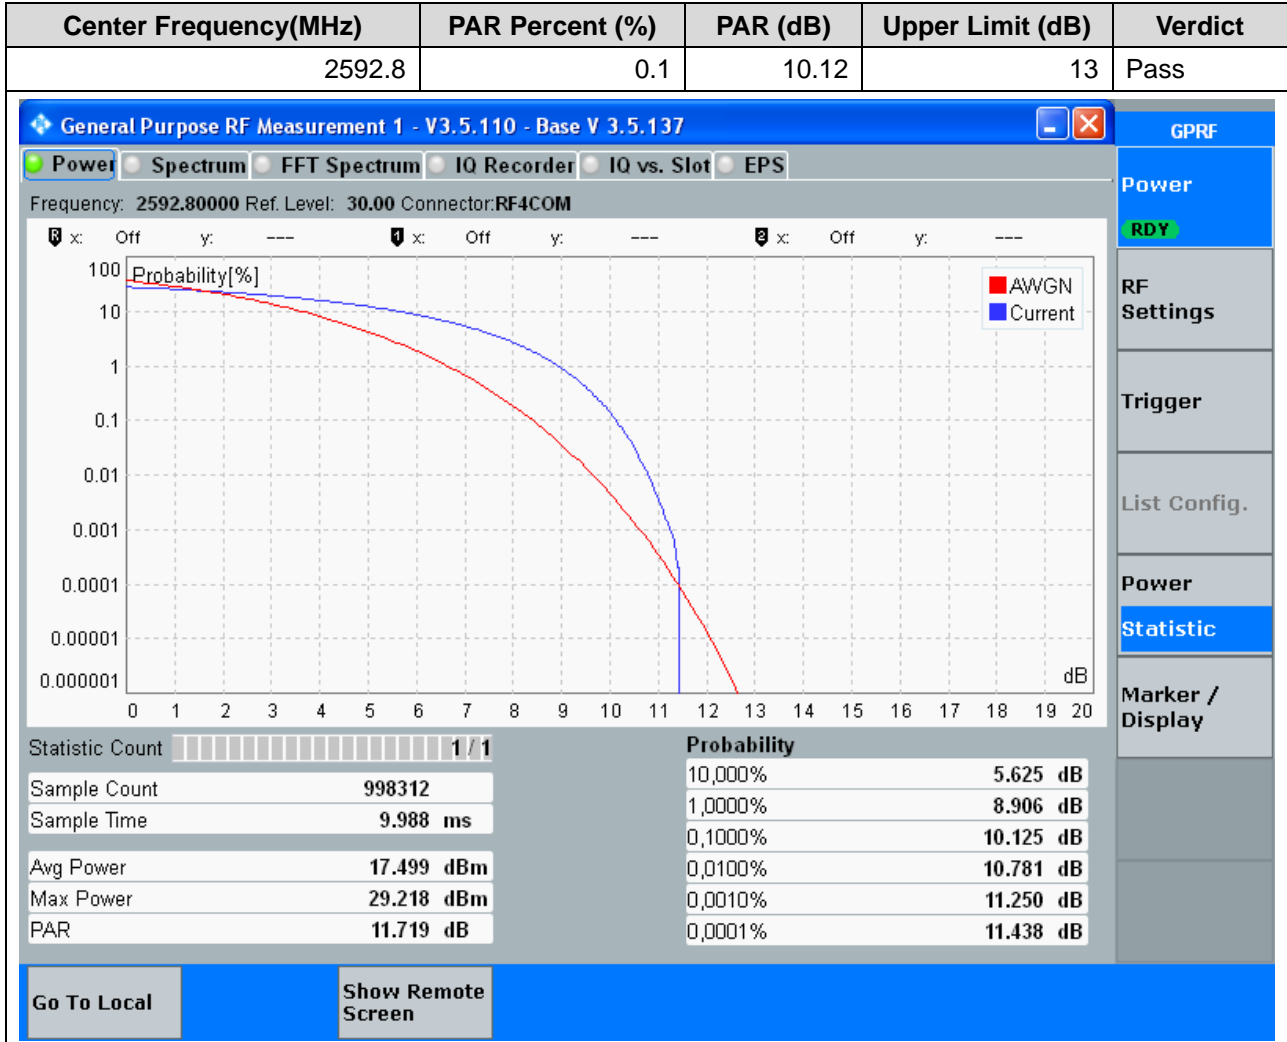 Center Frequency(MHz) PAR Percent (%) PAR (dB) Upper Limit (dB) Verdict
2592.8 0.1 10.12 13 Pass
General Purpose RF Measurement 1 - V3.5.110 - Base V 3.5.137
GPRF
Power Spectrum FFT Spectrum IQ Recorder IQ vs. Slot EPS
Frequency: 2592.80000 Ref. Level: 30.00 Connector:RF4COM
R x: Off y: --- 1 x: Off y: --- 2 x: Off y: ---
Probability[%]
AWGN
Current
100
10
1
0.1
0.01
0.001
0.0001
0.00001
0.000001
dB
0 1 2 3 4 5 6 7 8 9 10 11 12 13 14 15 16 17 18 19 20
Statistic Count 1 / 1
Sample Count 998312
Sample Time 9.988 ms
Avg Power 17.499 dBm
Max Power 29.218 dBm
PAR 11.719 dB
Probability
10,000% 5.625 dB
1,0000% 8.906 dB
0,1000% 10.125 dB
0,0100% 10.781 dB
0,0010% 11.250 dB
0,0001% 11.438 dB
Power
RDY
RF
Settings
Trigger
List Config.
Power
Statistic
Marker /
Display
Go To Local
Show Remote
Screen